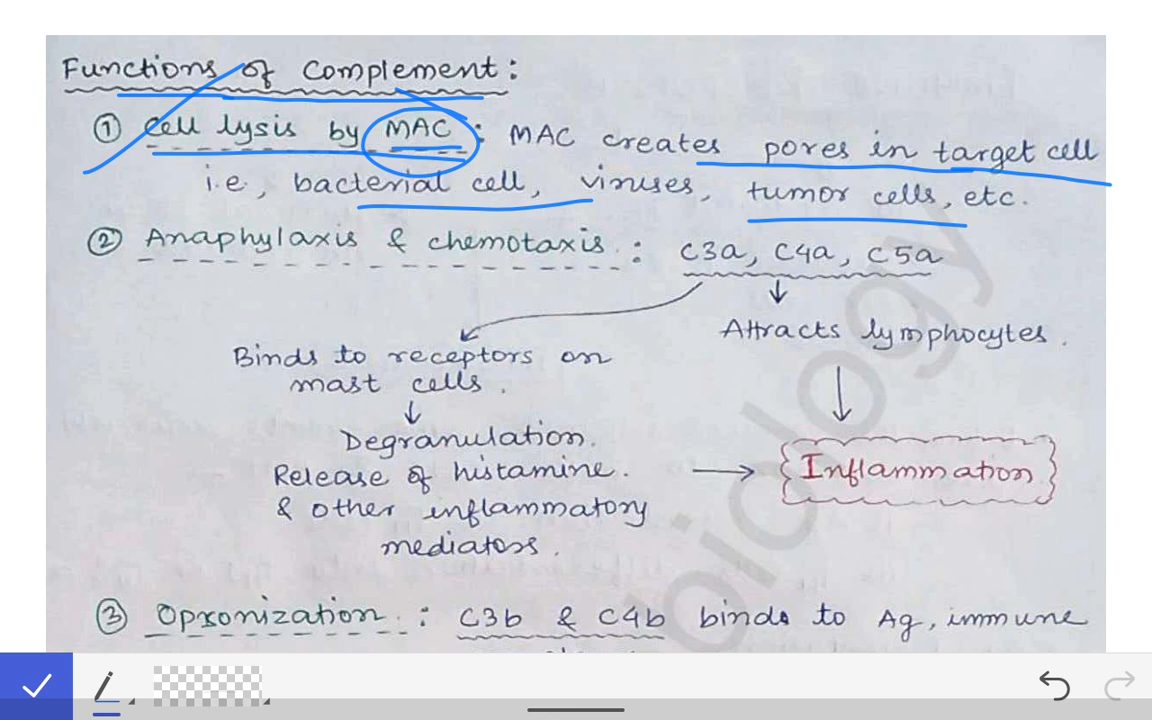 Functions of Complement:
① Cell lysis by MAC: MAC creates pores in target cell
i.e., bacterial cell, viruses, tumor cells, etc.
② Anaphylaxis & chemotaxis: C3a, C4a, C5a
Attracts lymphocytes.
Binds to receptors on
mast cells.
Degranulation.
Release of histamine.
& other inflammatory
mediators.
Inflammation
③ Opsonization: C3b & C4b binds to Ag, immune
biology